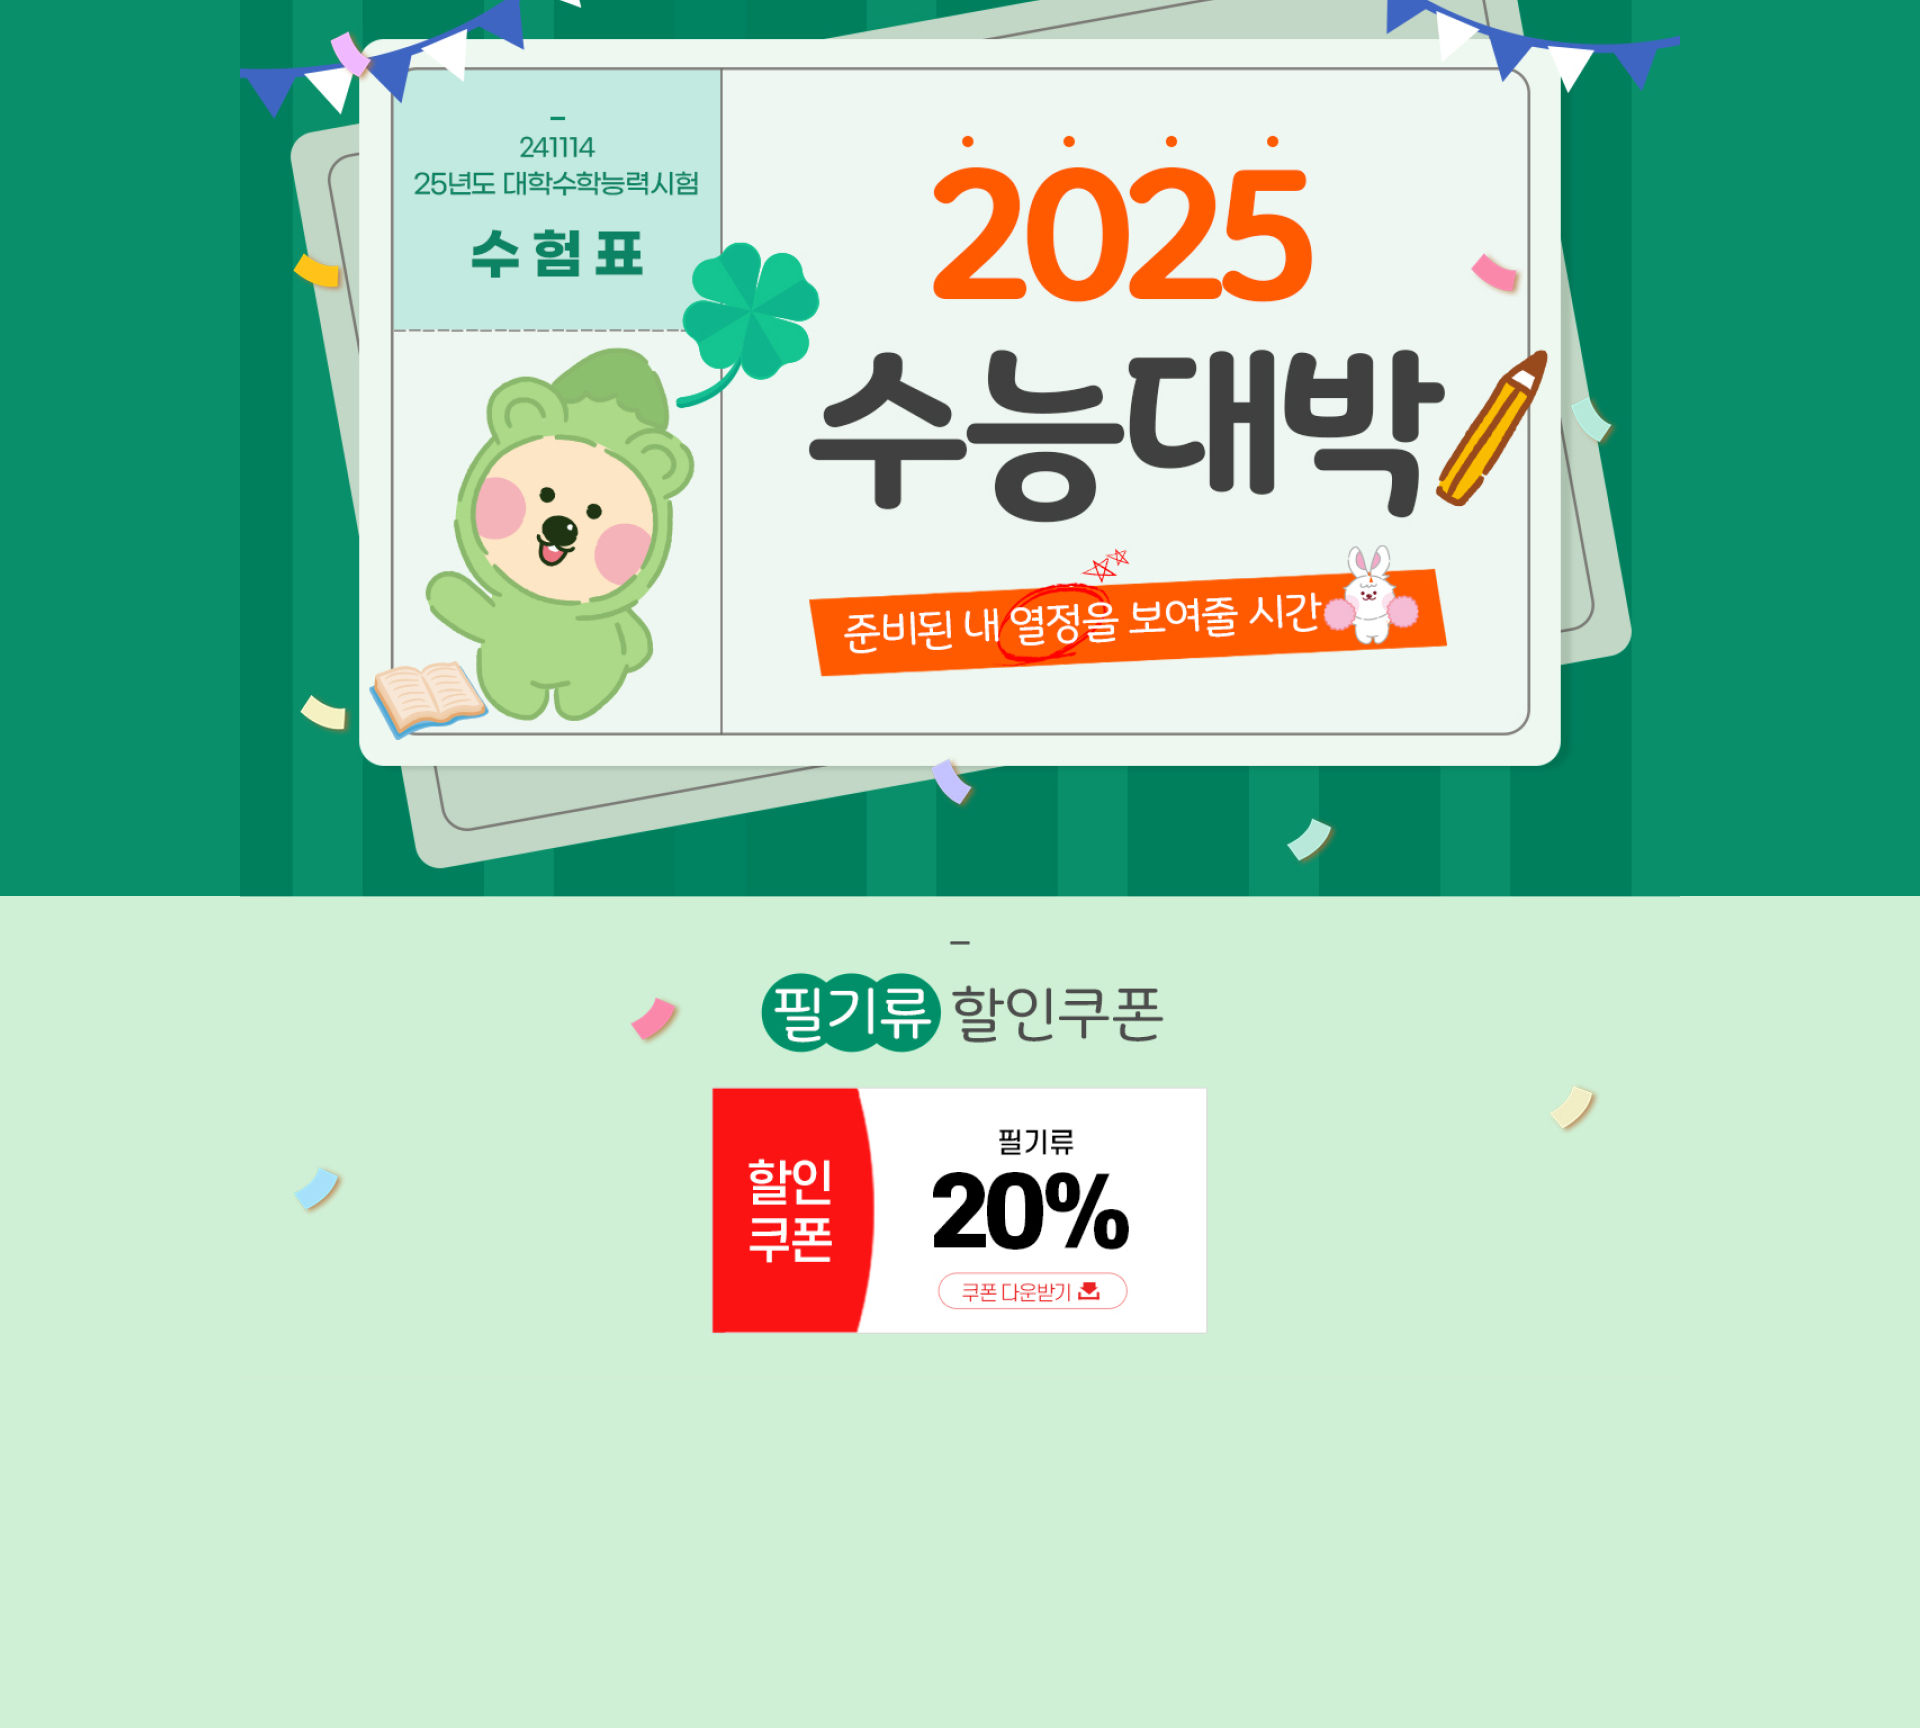 241114
25년도 대학수학능력시험
수험표
2025
수능대박
준비된 내 열정을 보여줄 시간
필기류 할인쿠폰
할인
쿠폰
필기류
20%
쿠폰 다운받기